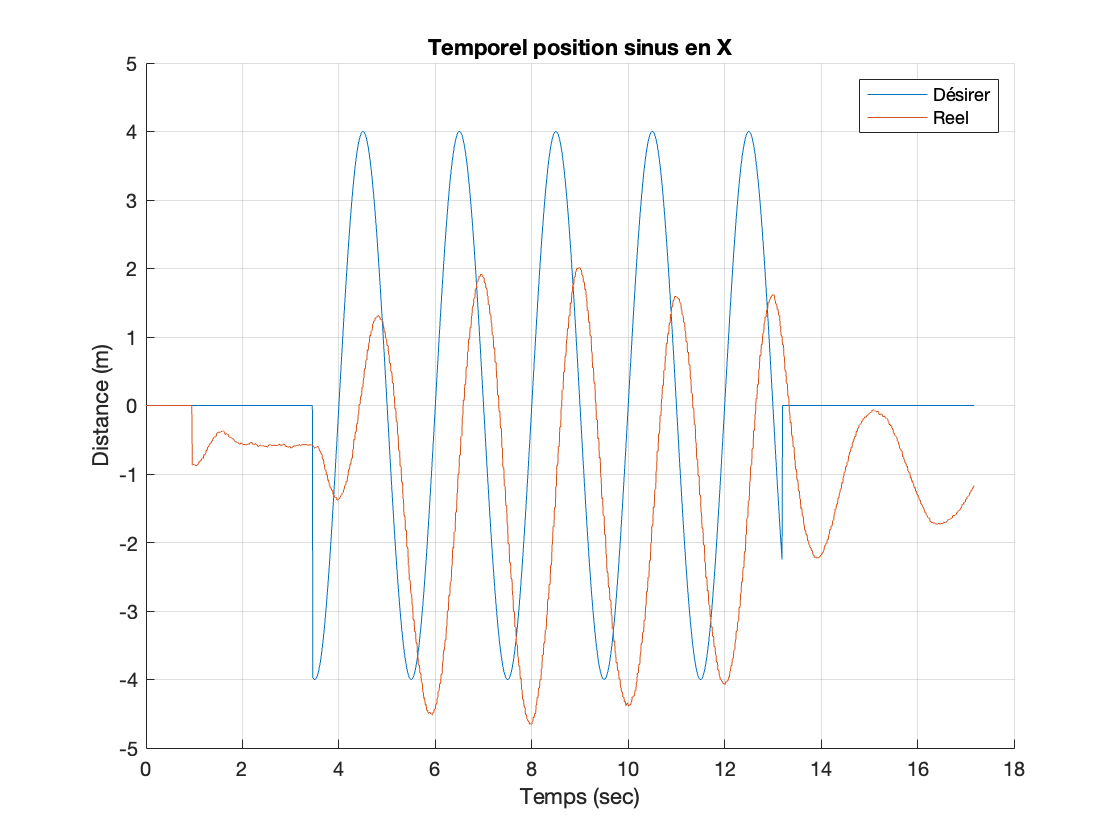 Temporel position sinus en X
5
4
3
2
1
0
-1
-2
-3
-4
-5
Distance (m)
Désirer
Reel
0 2 4 6 8 10 12 14 16 18
Temps (sec)